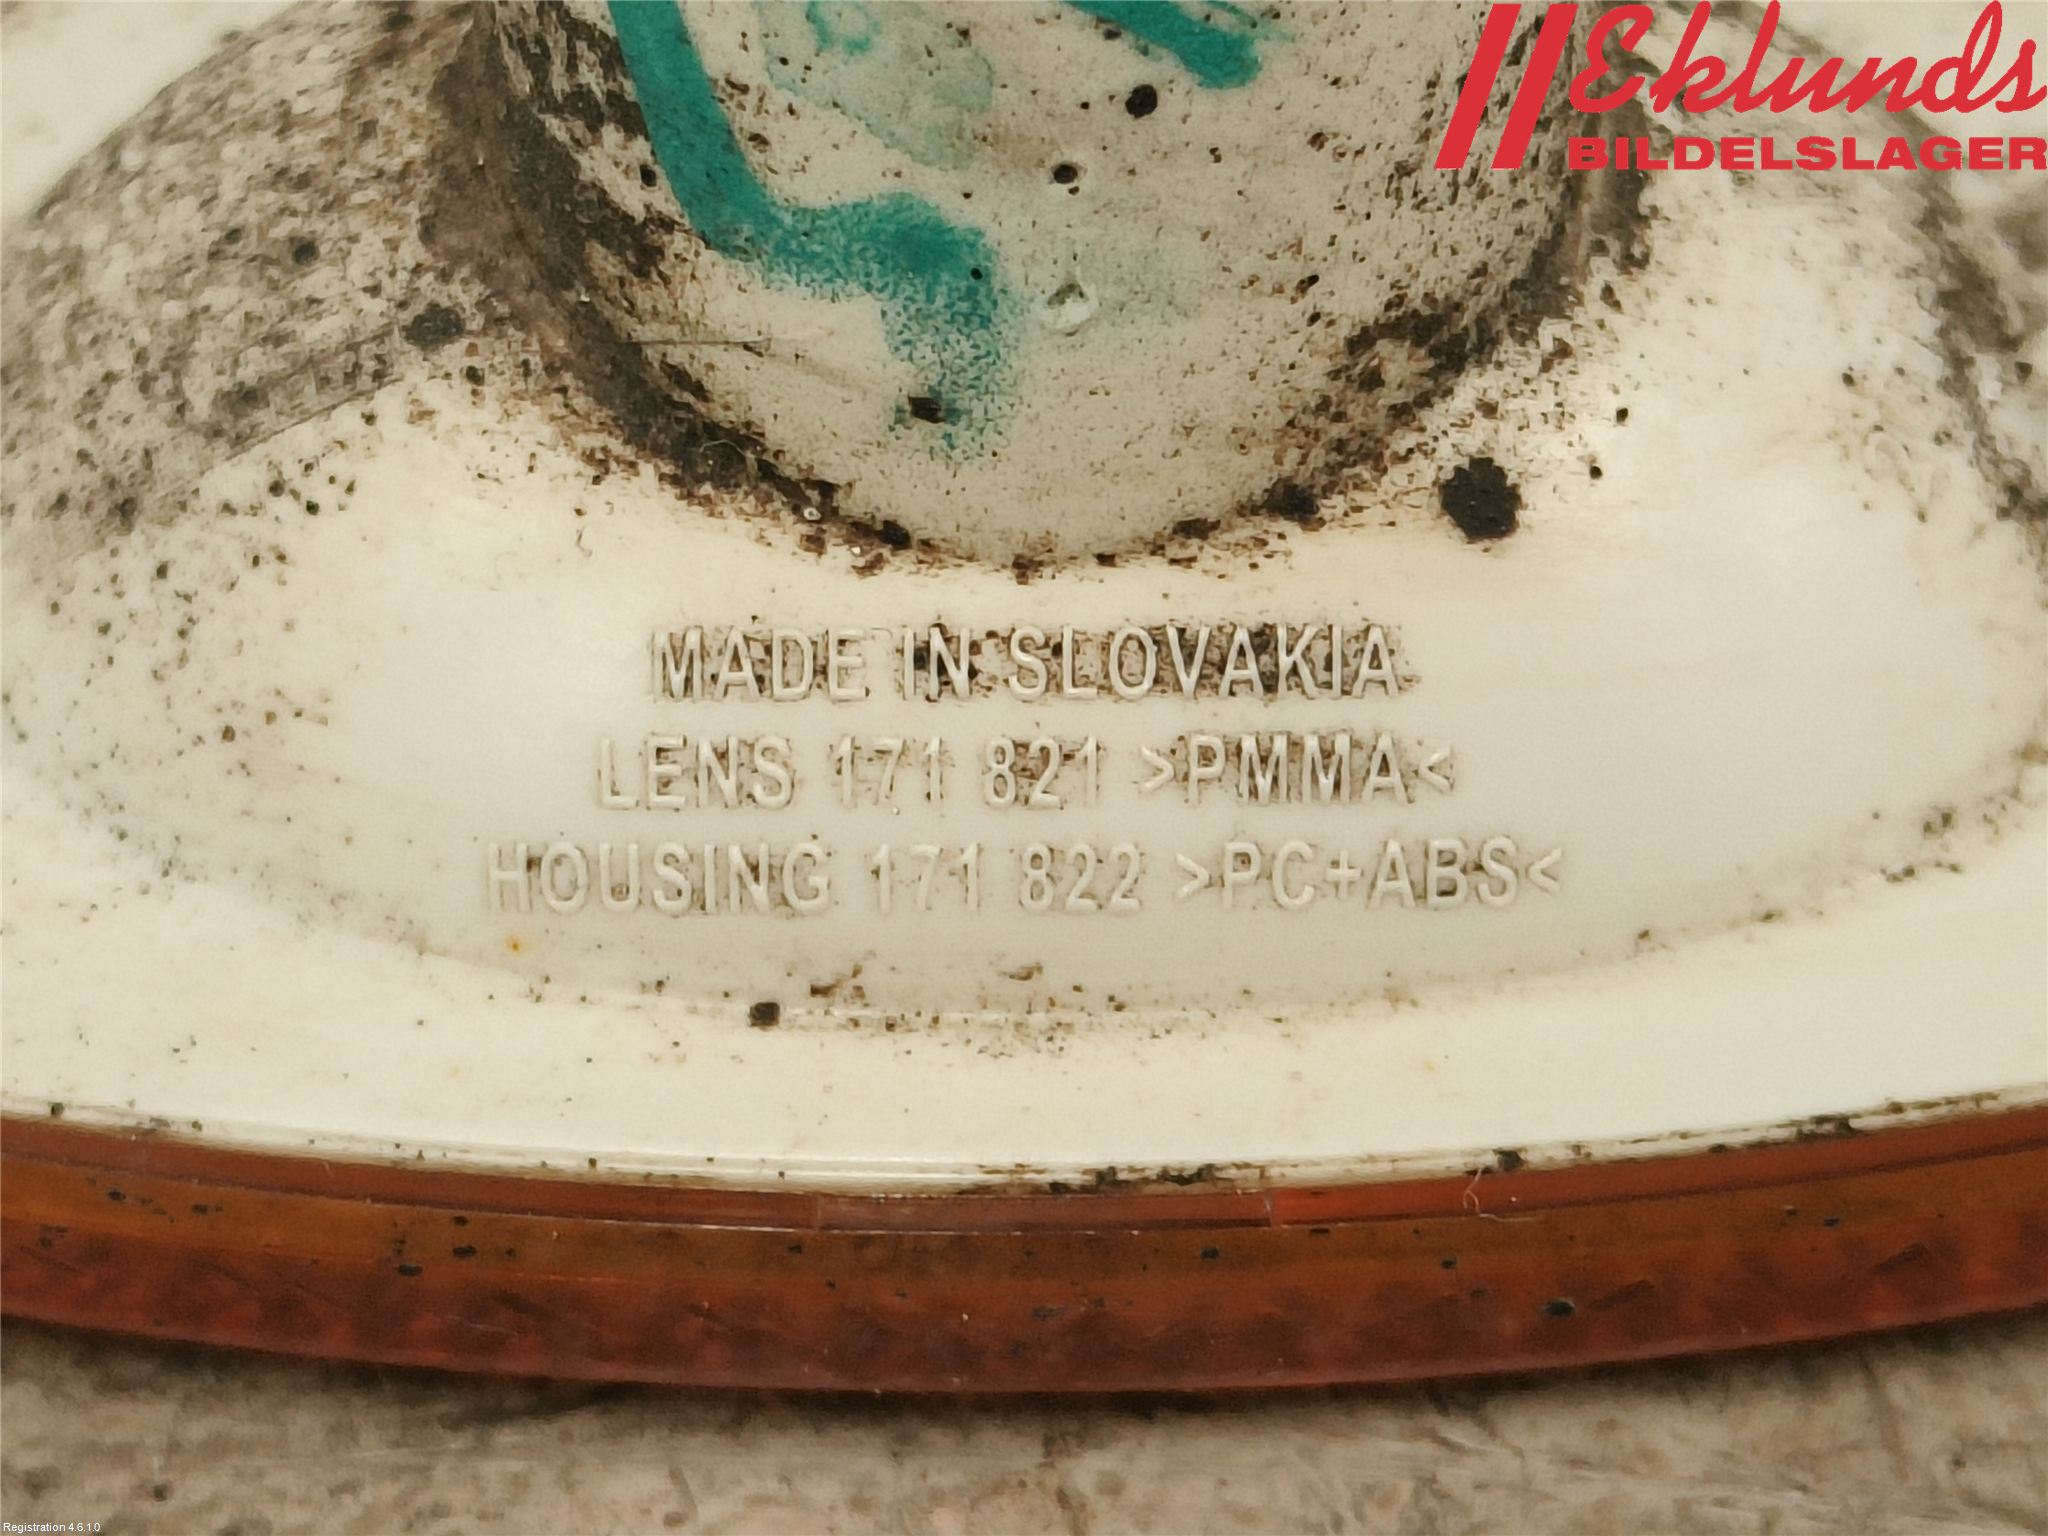 Eklunds
BILDELSLAGER
MADE IN SLOVAKIA
LENS 171 821 >PMMA<
HOUSING 171 822 >PC+ABS<
Registration 4.6.1.0